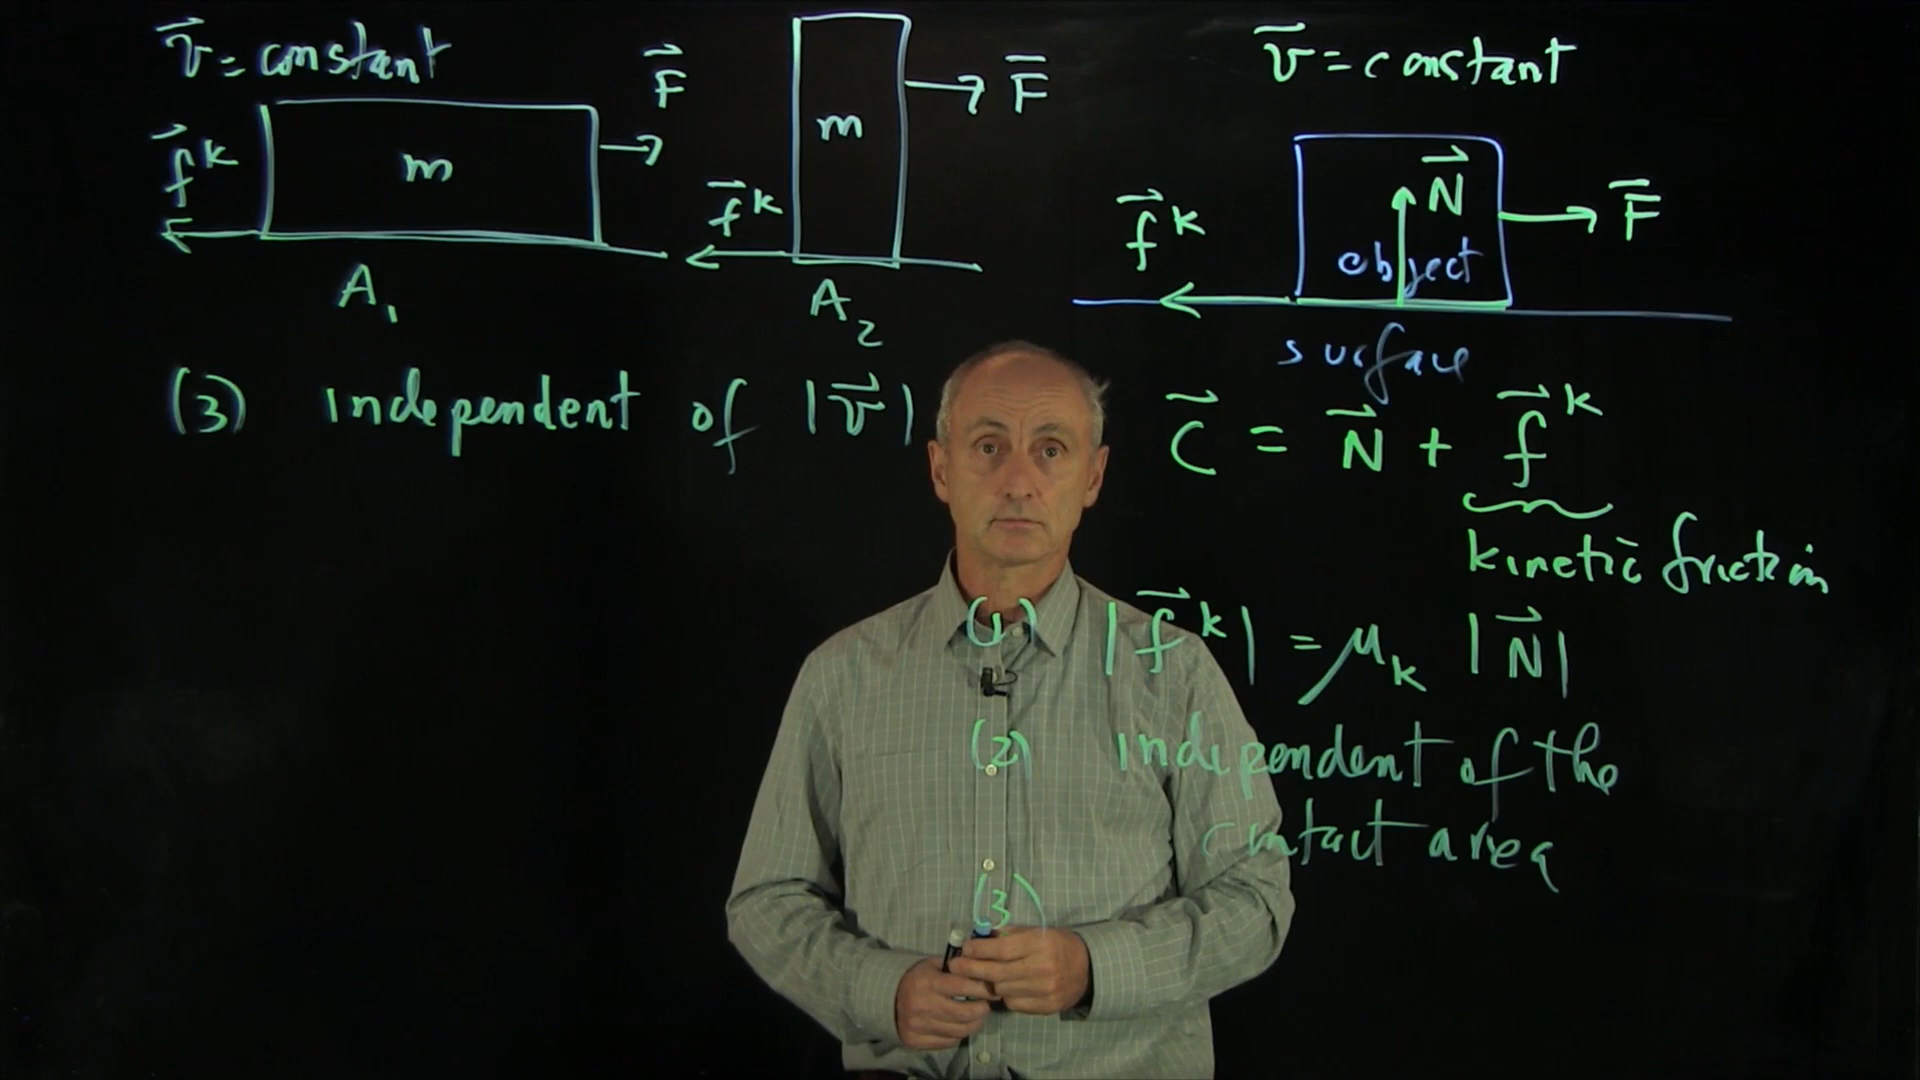 v⃗ = constant
F⃗
f⃗ᵏ
m
A₁
F̄
m
f⃗ᵏ
A₂
(3) independent of |v⃗|
v̄ = constant
N⃗
F̄
f⃗ᵏ
object
surface
C⃗ = N⃗ + f⃗ᵏ
kinetic friction
(1) |f⃗ᵏ| = μₖ |N⃗|
(2) independent of the
contact area
(3)